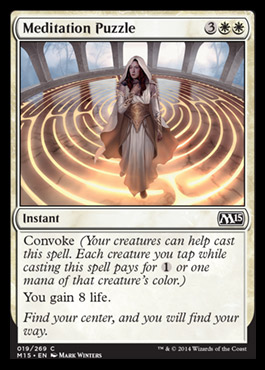 Meditation Puzzle 3
Instant M15
Convoke (Your creatures can help cast
this spell. Each creature you tap while
casting this spell pays for 1 or one
mana of that creature's color.)
You gain 8 life.
Find your center, and you will find your
way.
019/269 C
M15 • EN MARK WINTERS ™ & © 2014 Wizards of the Coast